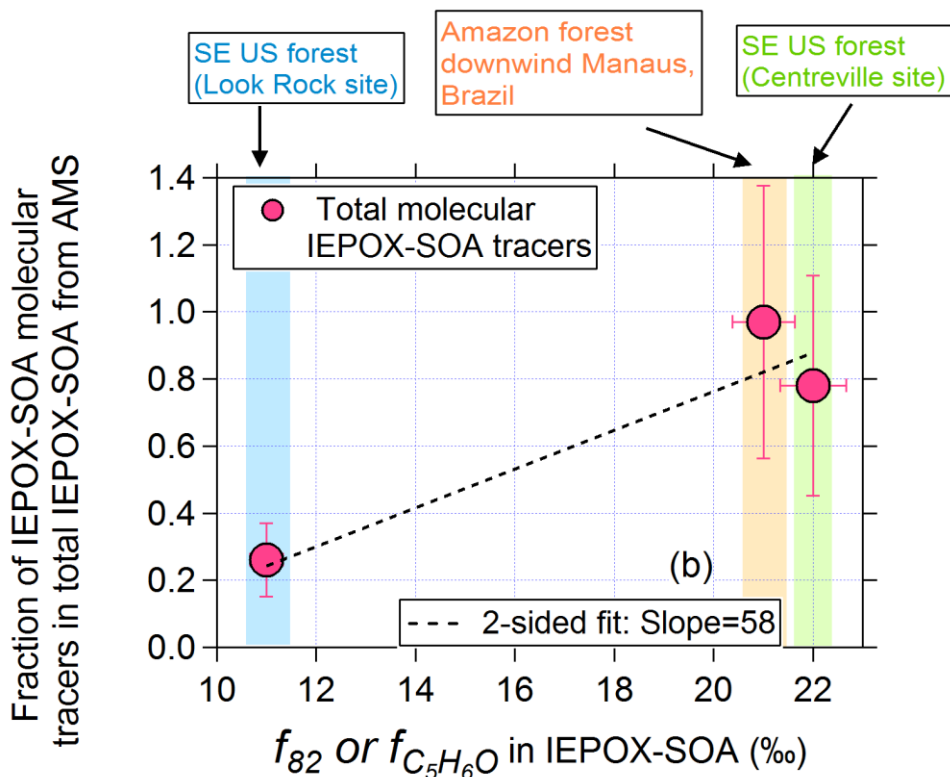 SE US forest
(Look Rock site)
Amazon forest
downwind Manaus,
Brazil
SE US forest
(Centreville site)
Fraction of IEPOX-SOA molecular
tracers in total IEPOX-SOA from AMS
1.4
1.2
1.0
0.8
0.6
0.4
0.2
0.0
Total molecular
IEPOX-SOA tracers
(b)
2-sided fit: Slope=58
10 12 14 16 18 20 22
f82 or fC5H6O in IEPOX-SOA (‰)